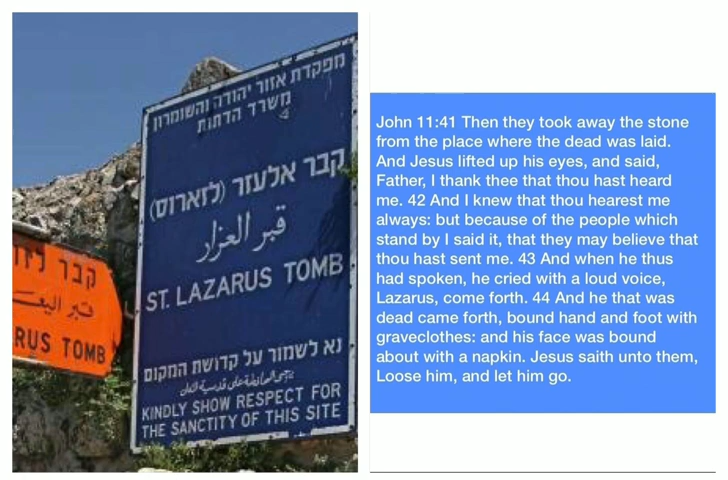 מפקדת אזור יהודה והשומרון
משרד הדתות
קבר אלעזר (לזארוס)
قبر العزار
ST. LAZARUS TOMB
נא לשמור על קדושת המקום
KINDLY SHOW RESPECT FOR
THE SANCTITY OF THIS SITE
קבר ליזו
قبر
RUS TOMB
John 11:41 Then they took away the stone
from the place where the dead was laid.
And Jesus lifted up his eyes, and said,
Father, I thank thee that thou hast heard
me. 42 And I knew that thou hearest me
always: but because of the people which
stand by I said it, that they may believe that
thou hast sent me. 43 And when he thus
had spoken, he cried with a loud voice,
Lazarus, come forth. 44 And he that was
dead came forth, bound hand and foot with
graveclothes: and his face was bound
about with a napkin. Jesus saith unto them,
Loose him, and let him go.